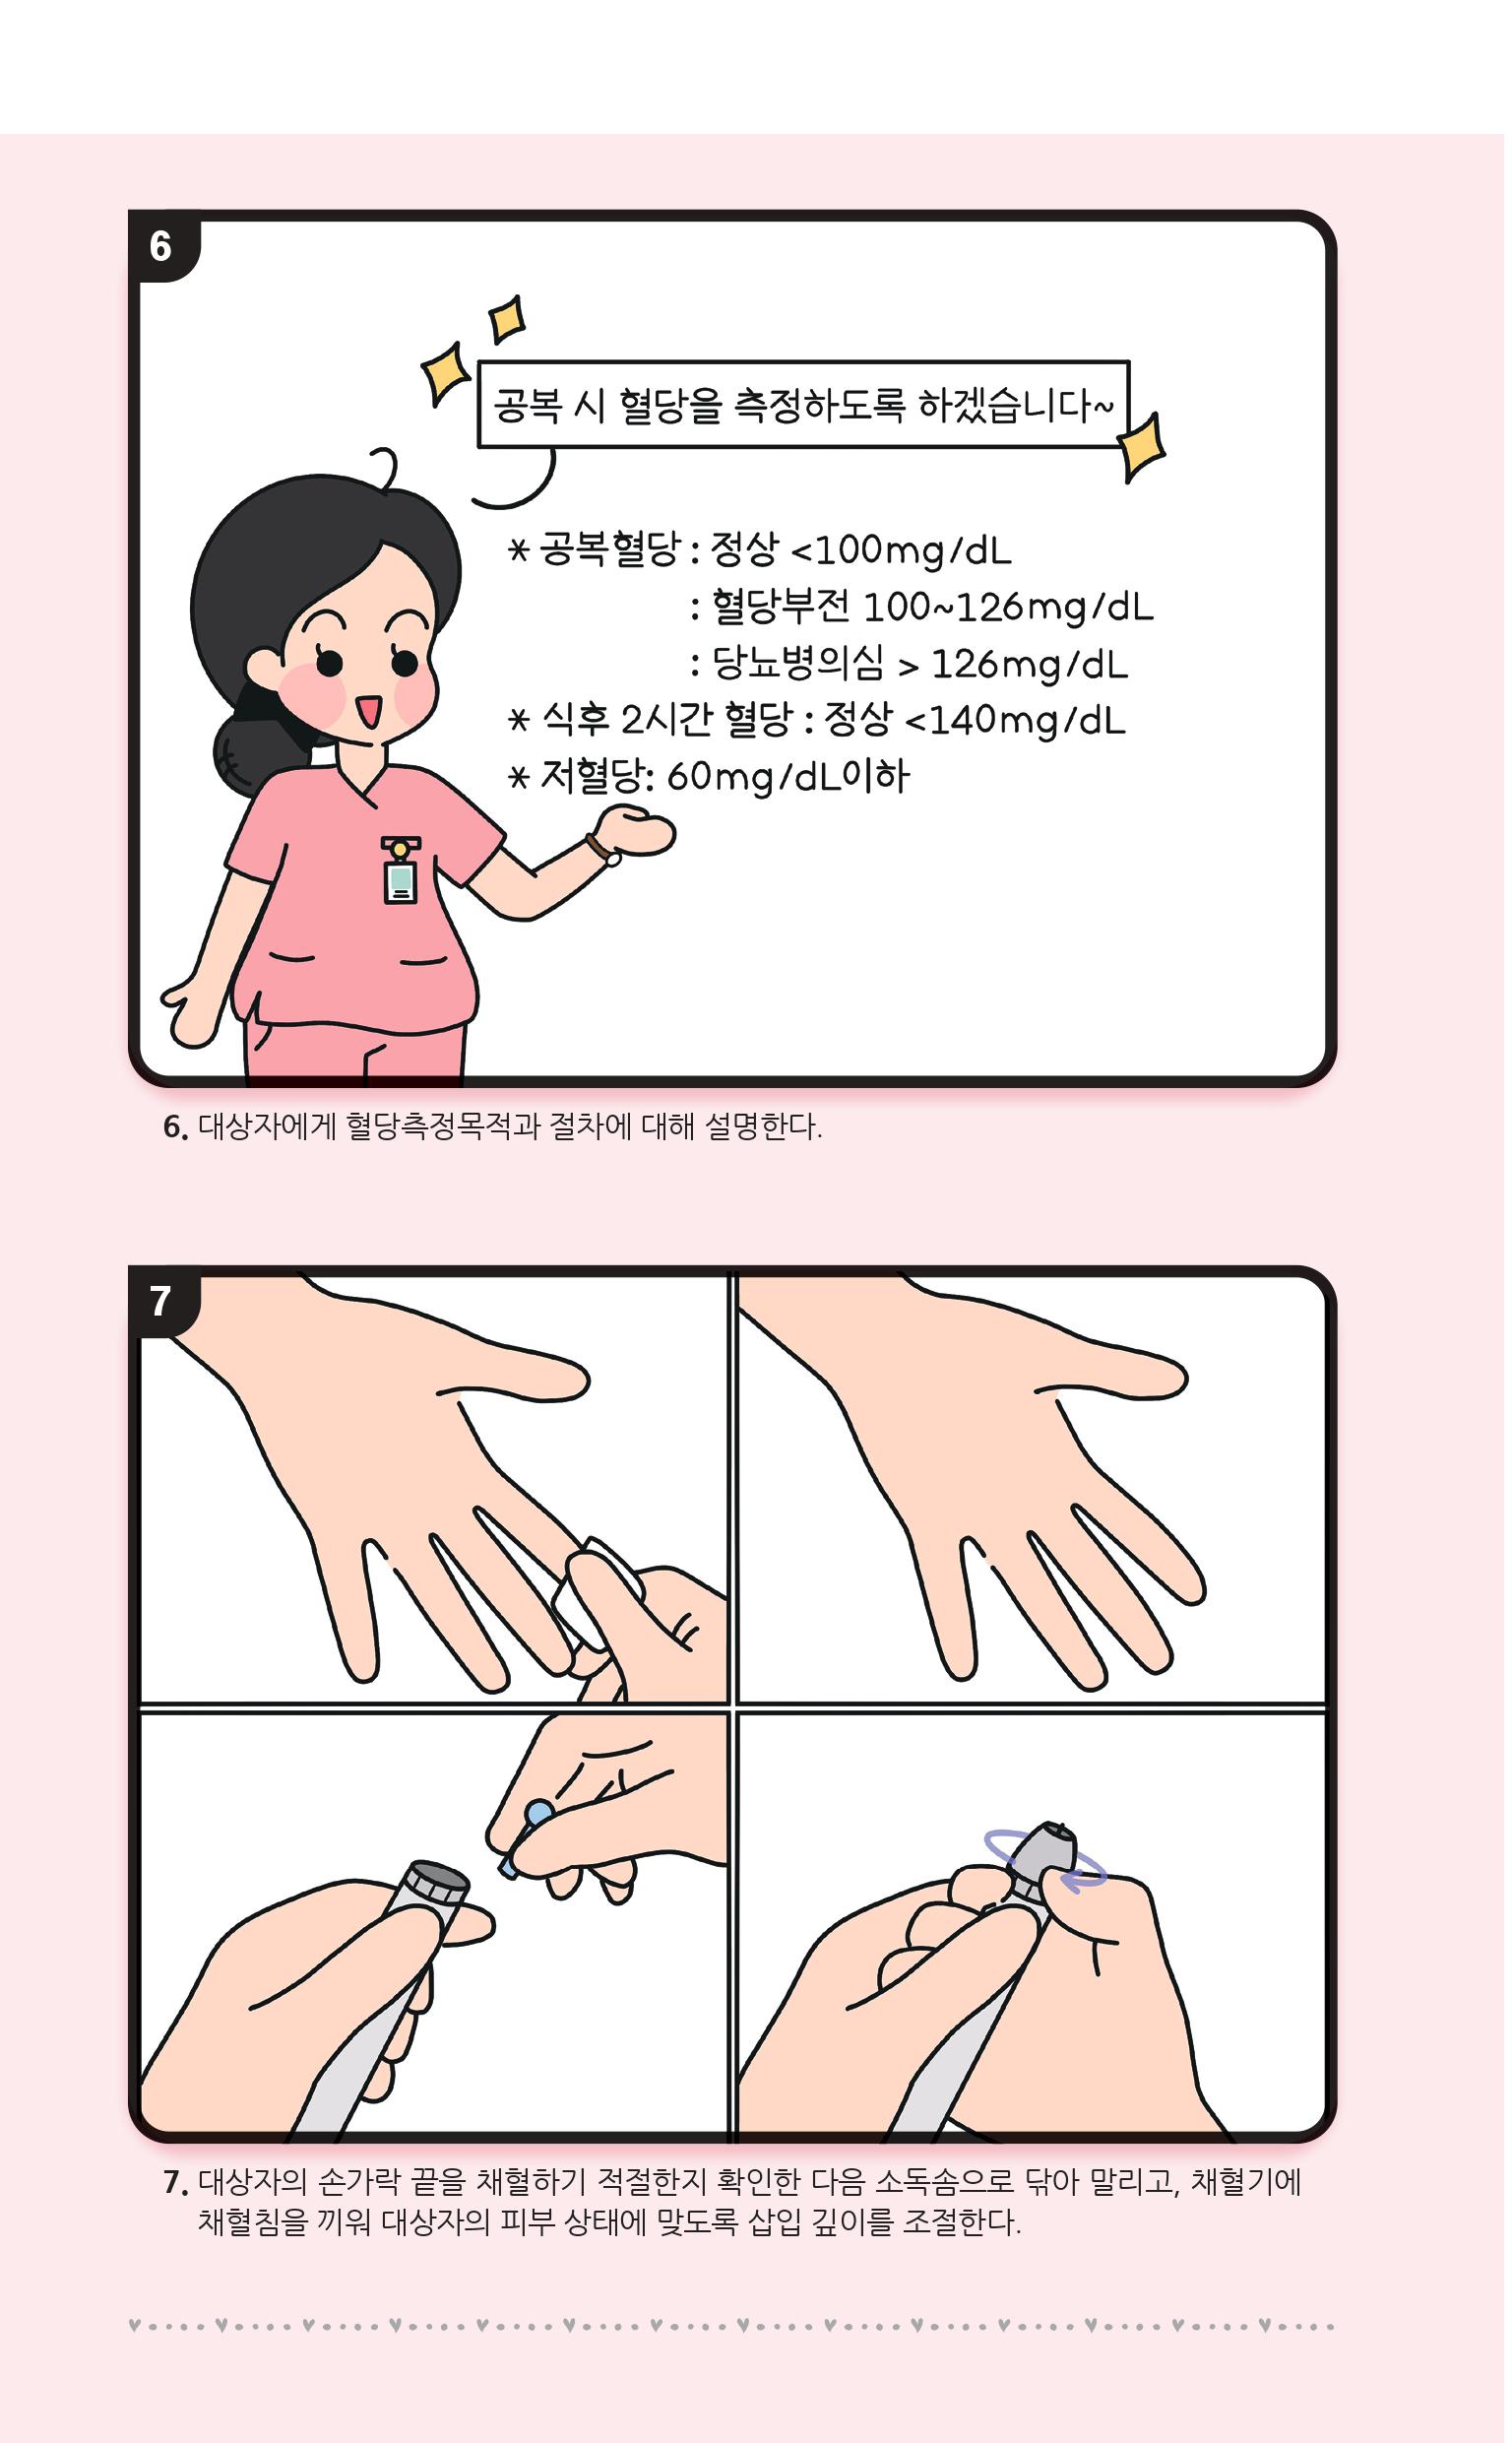 6
공복 시 혈당을 측정하도록 하겠습니다~
* 공복혈당 : 정상 <100mg/dL
: 혈당부전 100~126mg/dL
: 당뇨병의심 > 126mg/dL
* 식후 2시간 혈당 : 정상 <140mg/dL
* 저혈당: 60mg/dL이하
6. 대상자에게 혈당측정목적과 절차에 대해 설명한다.
7
7. 대상자의 손가락 끝을 채혈하기 적절한지 확인한 다음 소독솜으로 닦아 말리고, 채혈기에
채혈침을 끼워 대상자의 피부 상태에 맞도록 삽입 깊이를 조절한다.